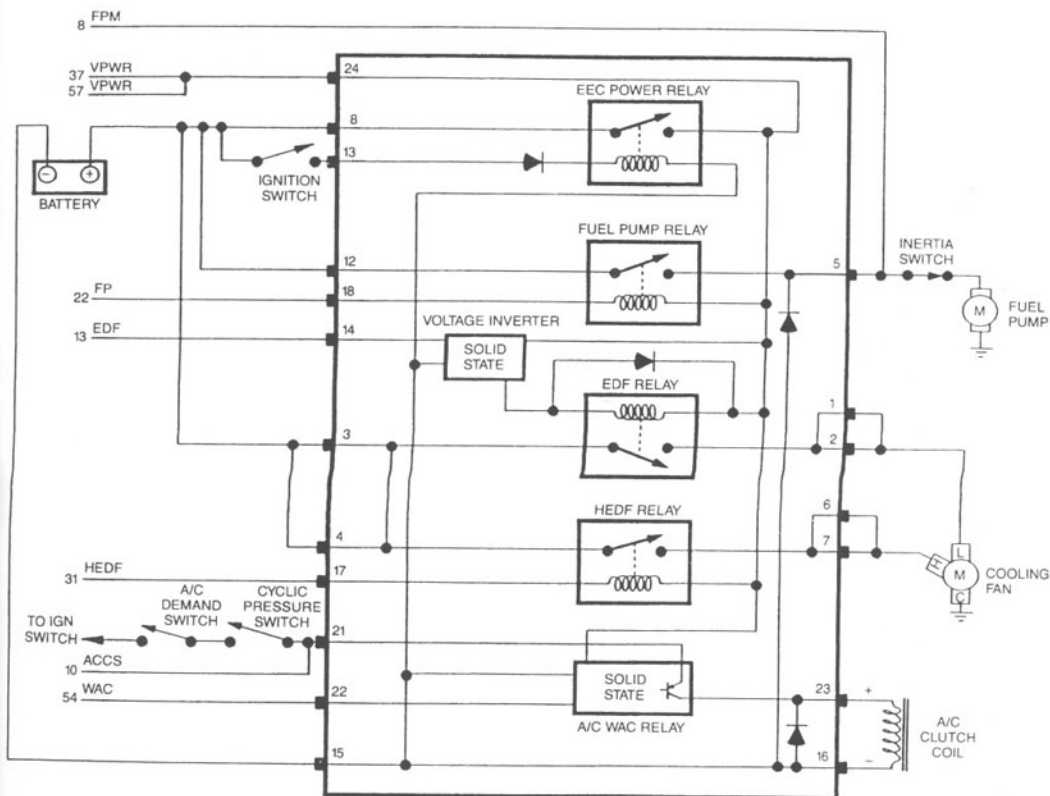 8 FPM
37 VPWR
57 VPWR
24
EEC POWER RELAY
8
13
IGNITION
SWITCH
- +
BATTERY
FUEL PUMP RELAY
12
5
INERTIA
SWITCH
M
FUEL
PUMP
22 FP
18
13 EDF
14
VOLTAGE INVERTER
SOLID
STATE
EDF RELAY
1
3
2
HEDF RELAY
6
4
7
L
H
M
C
COOLING
FAN
31 HEDF
17
A/C
DEMAND
SWITCH
CYCLIC
PRESSURE
SWITCH
TO IGN
SWITCH
21
10 ACCS
54 WAC
22
SOLID
STATE
A/C WAC RELAY
23
+
A/C
CLUTCH
COIL
15
16
-